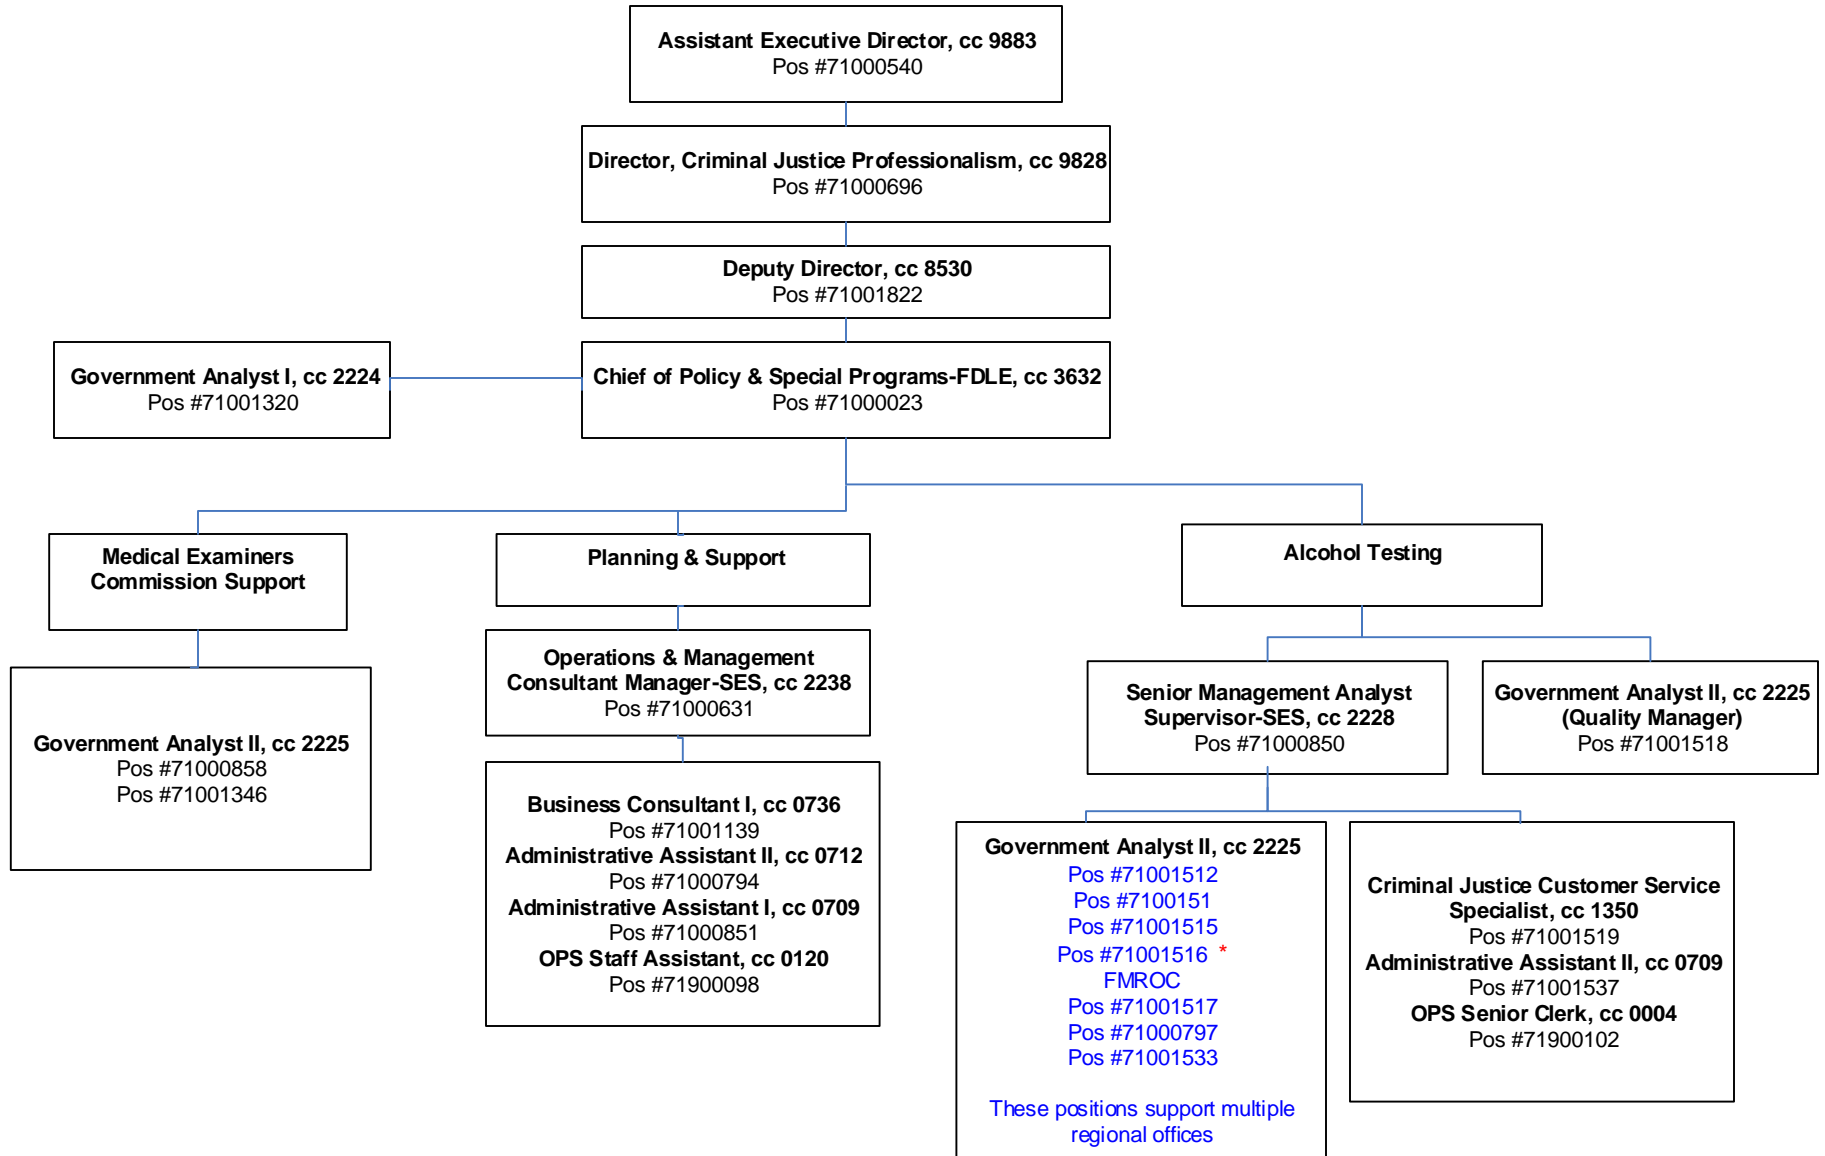 Assistant Executive Director, cc 9883
Pos #71000540
Director, Criminal Justice Professionalism, cc 9828
Pos #71000696
Deputy Director, cc 8530
Pos #71001822
Government Analyst I, cc 2224
Pos #71001320
Chief of Policy & Special Programs-FDLE, cc 3632
Pos #71000023
Medical Examiners
Commission Support
Government Analyst II, cc 2225
Pos #71000858
Pos #71001346
Planning & Support
Operations & Management
Consultant Manager-SES, cc 2238
Pos #71000631
Business Consultant I, cc 0736
Pos #71001139
Administrative Assistant II, cc 0712
Pos #71000794
Administrative Assistant I, cc 0709
Pos #71000851
OPS Staff Assistant, cc 0120
Pos #71900098
Alcohol Testing
Senior Management Analyst
Supervisor-SES, cc 2228
Pos #71000850
Government Analyst II, cc 2225
(Quality Manager)
Pos #71001518
Government Analyst II, cc 2225
Pos #71001512
Pos #7100151
Pos #71001515
Pos #71001516 *
FMROC
Pos #71001517
Pos #71000797
Pos #71001533
These positions support multiple
regional offices
Criminal Justice Customer Service
Specialist, cc 1350
Pos #71001519
Administrative Assistant II, cc 0709
Pos #71001537
OPS Senior Clerk, cc 0004
Pos #71900102